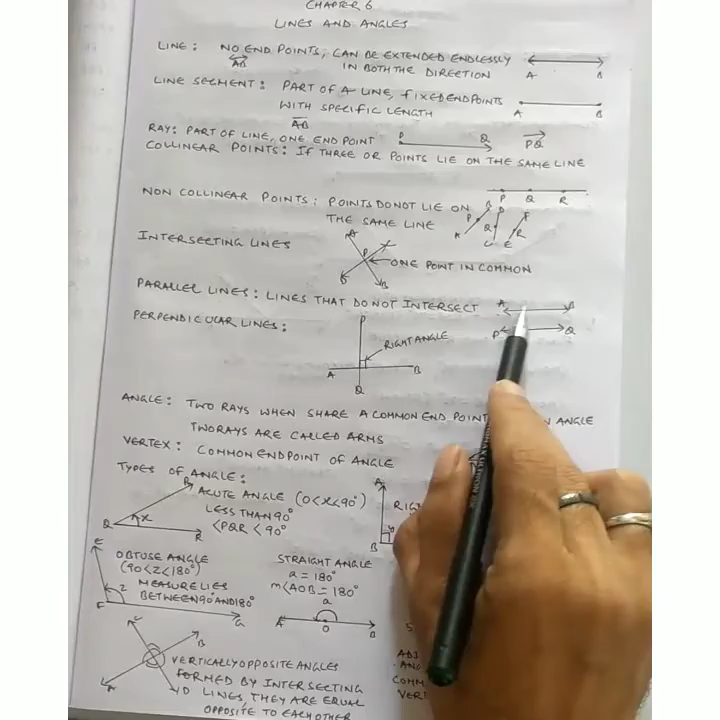 CHAPTER 6
LINES AND ANGLES
LINE: NO END POINTS, CAN BE EXTENDED ENDLESSLY
AB IN BOTH THE DIRECTION
A B
LINE SEGMENT: PART OF A LINE, FIXED END POINTS
WITH SPECIFIC LENGTH
A B
AB
RAY: PART OF LINE, ONE END POINT P Q PQ
COLLINEAR POINTS: IF THREE OR POINTS LIE ON THE SAME LINE
P Q R
NON COLLINEAR POINTS: POINTS DO NOT LIE ON
THE SAME LINE
INTERSECTING LINES
P
ONE POINT IN COMMON
PARALLEL LINES: LINES THAT DO NOT INTERSECT A B
P Q
PERPENDICULAR LINES:
P
RIGHT ANGLE
A B
Q
ANGLE: TWO RAYS WHEN SHARE A COMMON END POINT ANGLE
TWO RAYS ARE CALLED ARMS
VERTEX: COMMON ENDPOINT OF ANGLE
TYPES OF ANGLE:
ACUTE ANGLE (0<x<90°)
LESS THAN 90°
<PQR < 90°
Q x R
A
B
OBTUSE ANGLE
(90<Z<180°)
MEASURE LIES
BETWEEN 90° AND 180°
E
F Z G
STRAIGHT ANGLE
a = 180°
m<AOB = 180°
a
A O B
VERTICALLY OPPOSITE ANGLES
FORMED BY INTERSECTING
LINES, THEY ARE EQUAL
OPPOSITE TO EACH OTHER
C B
A D